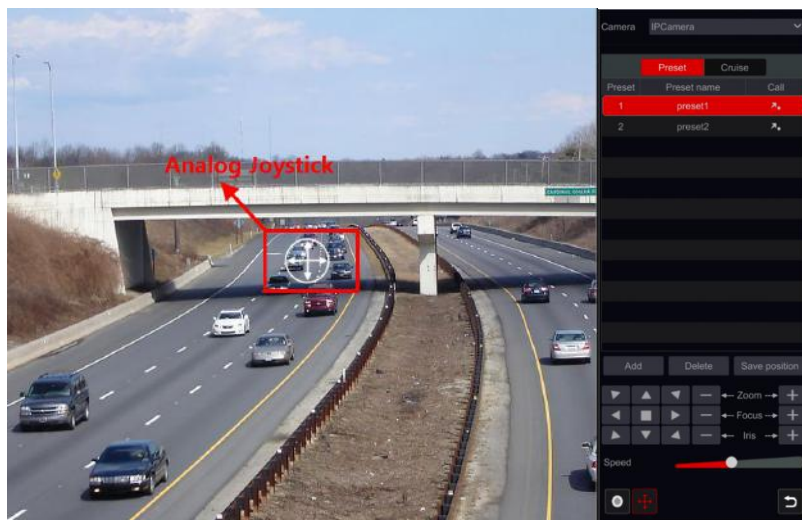 Camera IPCamera
Preset Cruise
Preset Preset name Call
1 preset1
2 preset2
Analog Joystick
Add Delete Save position
Zoom
Focus
Iris
Speed